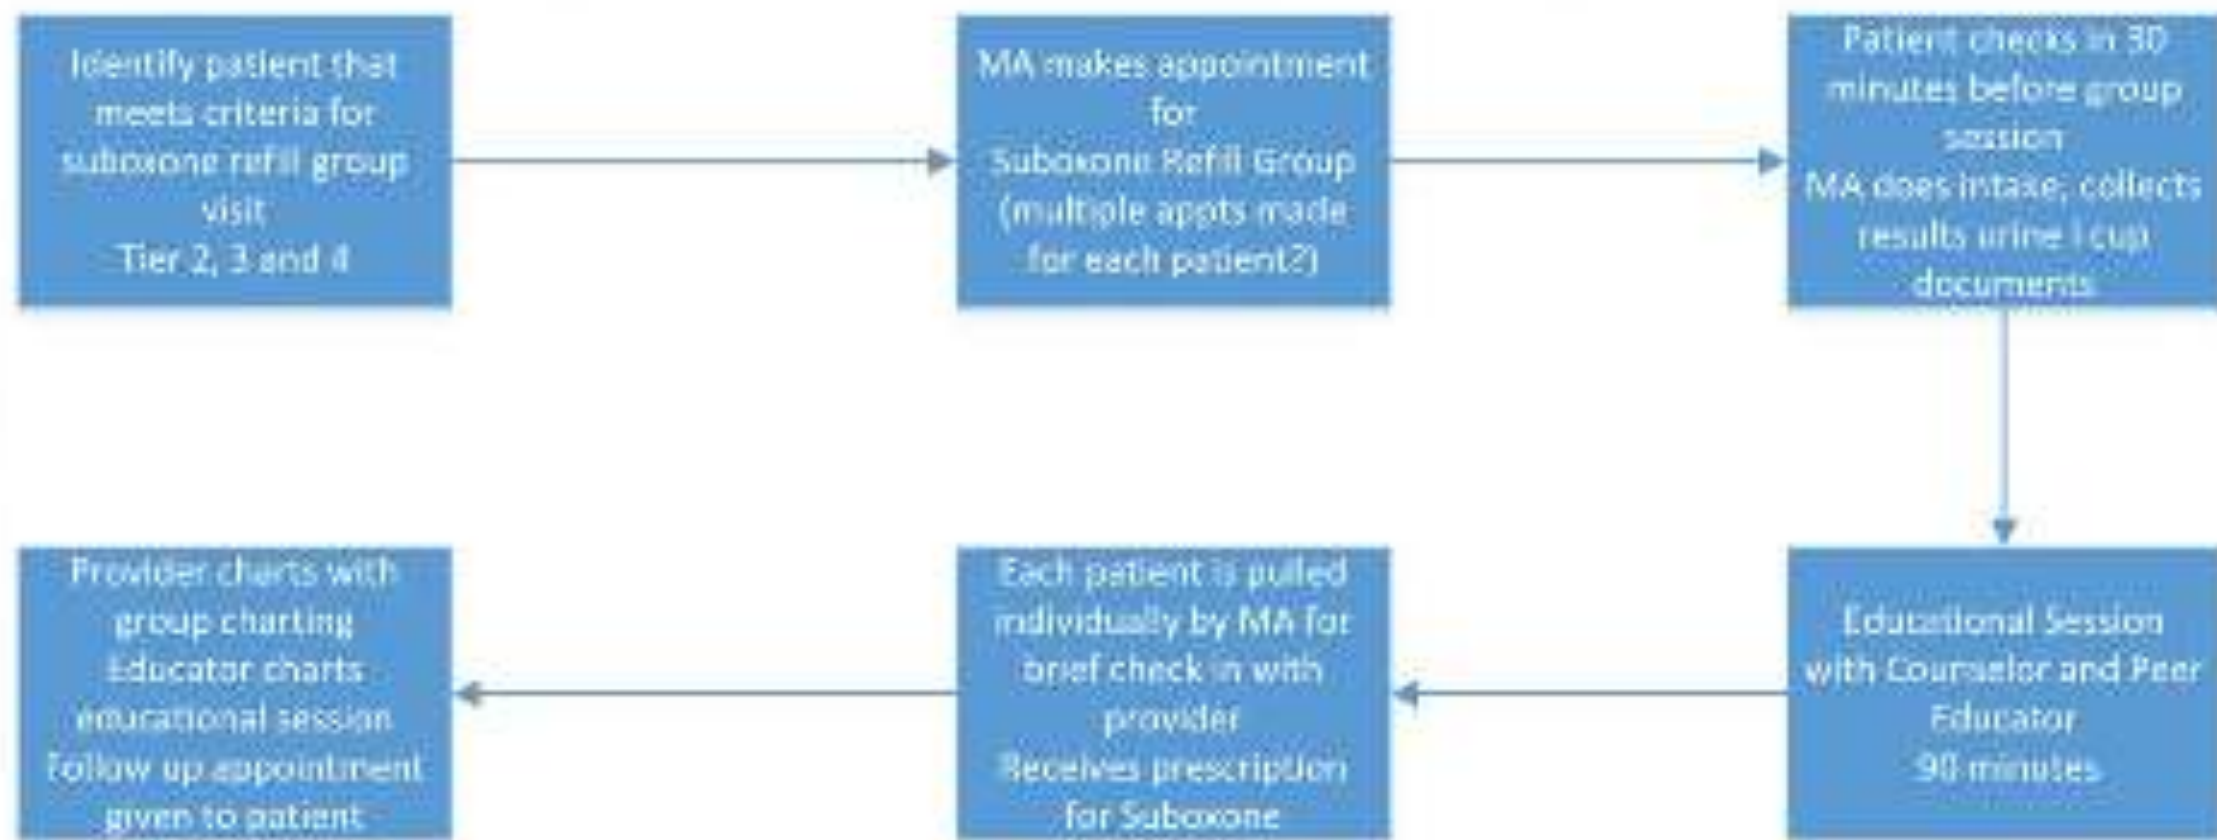 Identify patient that
meets criteria for
suboxone refill group
visit
Tier 2, 3 and 4
MA makes appointment
for
Suboxone Refill Group
(multiple appts made
for each patient?)
Patient checks in 30
minutes before group
session
MA does intake, collects
results urine i cup
documents
Educational Session
with Counselor and Peer
Educator
90 minutes
Each patient is pulled
individually by MA for
brief check in with
provider
Receives prescription
for Suboxone
Provider charts with
group charting
Educator charts
educational session
Follow up appointment
given to patient